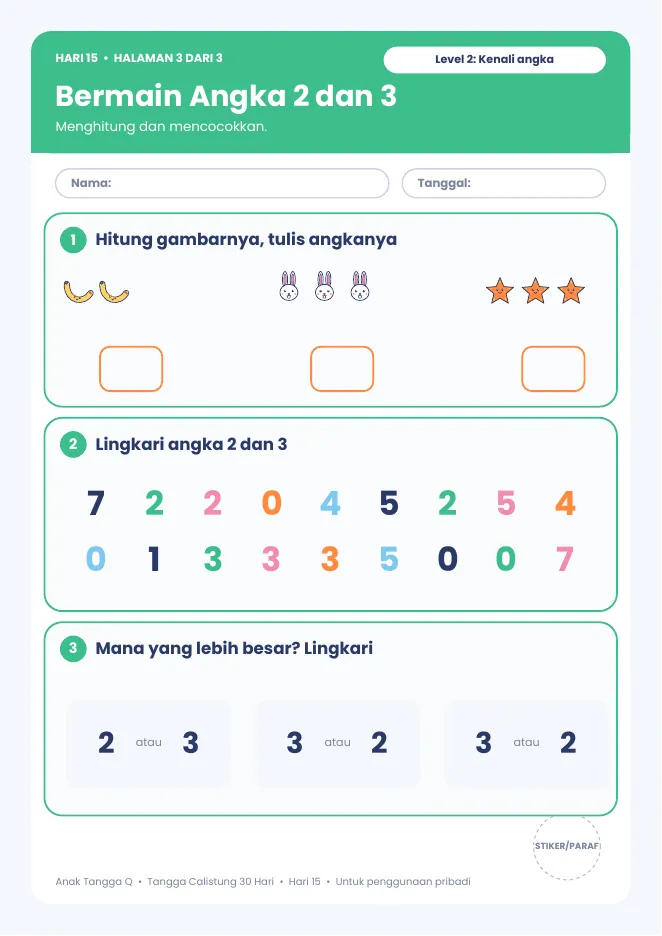 HARI 15 • HALAMAN 3 DARI 3
Level 2: Kenali angka
Bermain Angka 2 dan 3
Menghitung dan mencocokkan.
Nama:
Tanggal:
1 Hitung gambarnya, tulis angkanya
2 Lingkari angka 2 dan 3
7 2 2 0 4 5 2 5 4
0 1 3 3 3 5 0 0 7
3 Mana yang lebih besar? Lingkari
2 atau 3
3 atau 2
3 atau 2
STIKER/PARAF
Anak Tangga Q • Tangga Calistung 30 Hari • Hari 15 • Untuk penggunaan pribadi